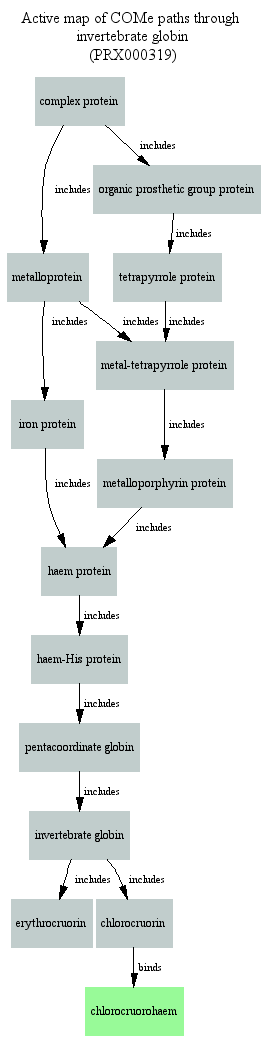 Active map of COMe paths through
invertebrate globin
(PRX000319)
complex protein
includes
organic prosthetic group protein
includes
includes
metalloprotein
tetrapyrrole protein
includes
includes
includes
metal-tetrapyrrole protein
iron protein
includes
metalloporphyrin protein
includes
includes
haem protein
includes
haem-His protein
includes
pentacoordinate globin
includes
invertebrate globin
includes
includes
erythrocruorin
chlorocruorin
binds
chlorocruorohaem